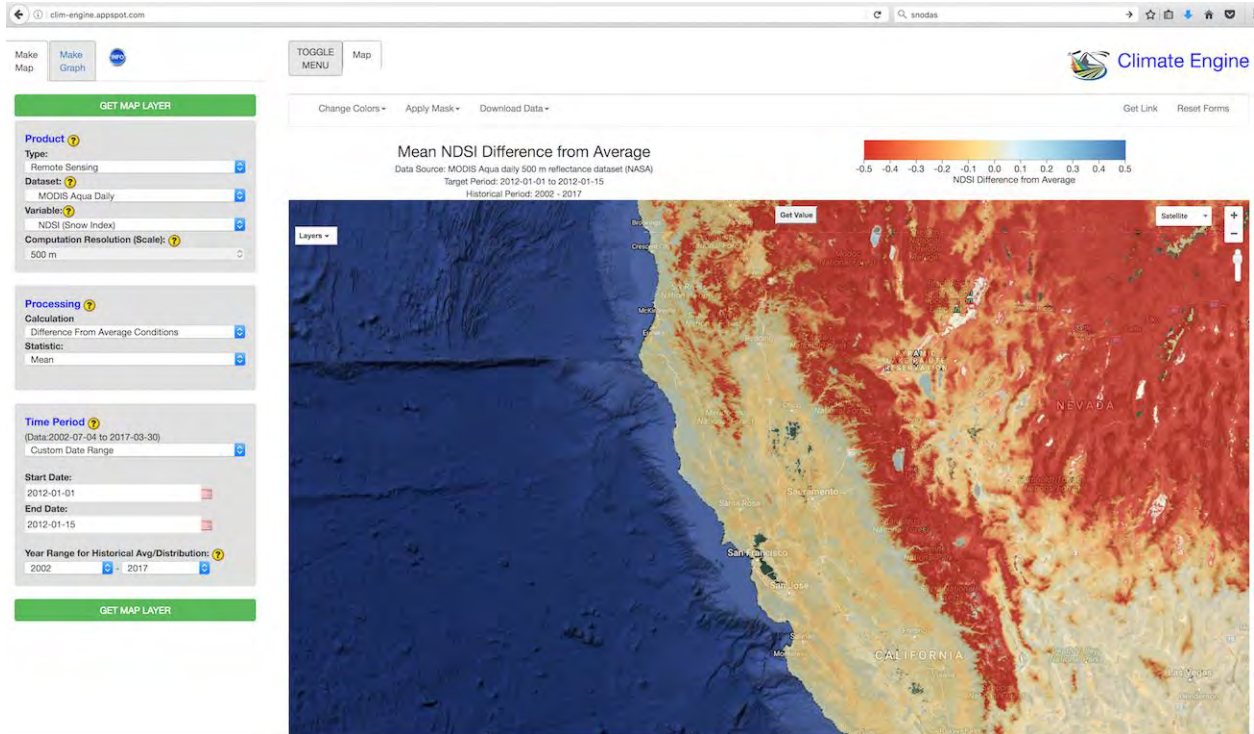 clim-engine.appspot.com
snodas
Make Map
Make Graph
INFO
TOGGLE MENU
Map
Climate Engine
GET MAP LAYER
Change Colors
Apply Mask
Download Data
Get Link
Reset Forms
Product ?
Type:
Remote Sensing
Dataset: ?
MODIS Aqua Daily
Variable: ?
NDSI (Snow Index)
Computation Resolution (Scale): ?
500 m
Processing ?
Calculation
Difference From Average Conditions
Statistic:
Mean
Time Period ?
(Data:2002-07-04 to 2017-03-30)
Custom Date Range
Start Date:
2012-01-01
End Date:
2012-01-15
Year Range for Historical Avg/Distribution: ?
2002 - 2017
GET MAP LAYER
Mean NDSI Difference from Average
Data Source: MODIS Aqua daily 500 m reflectance dataset (NASA)
Target Period: 2012-01-01 to 2012-01-15
Historical Period: 2002 - 2017
-0.5 -0.4 -0.3 -0.2 -0.1 0.0 0.1 0.2 0.3 0.4 0.5
NDSI Difference from Average
Layers
Get Value
Satellite
+
−
NEVADA
Sacramento
Santa Rosa
San Francisco
San Jose
CALIFORNIA
Las Vegas